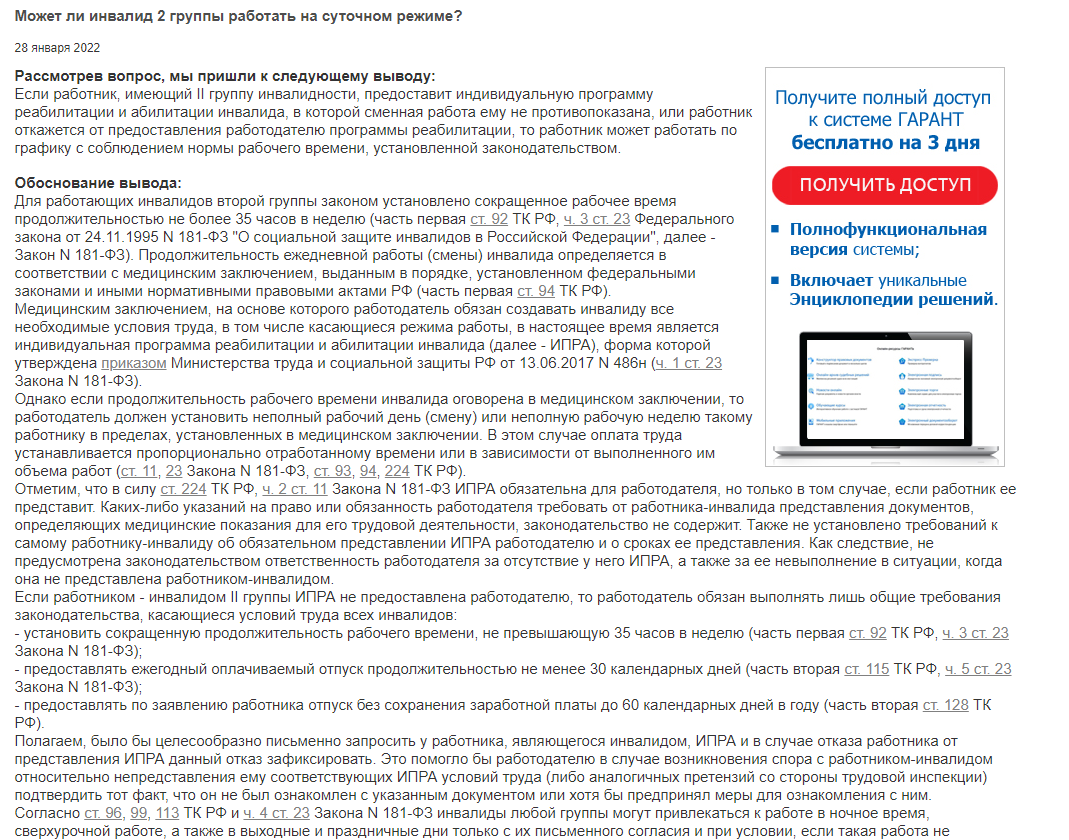 Может ли инвалид 2 группы работать на суточном режиме?
28 января 2022
Рассмотрев вопрос, мы пришли к следующему выводу:
Если работник, имеющий II группу инвалидности, предоставит индивидуальную программу
реабилитации и абилитации инвалида, в которой сменная работа ему не противопоказана, или работник
откажется от предоставления работодателю программы реабилитации, то работник может работать по
графику с соблюдением нормы рабочего времени, установленной законодательством.
Обоснование вывода:
Для работающих инвалидов второй группы законом установлено сокращенное рабочее время
продолжительностью не более 35 часов в неделю (часть первая ст. 92 ТК РФ, ч. 3 ст. 23 Федерального
закона от 24.11.1995 N 181-ФЗ "О социальной защите инвалидов в Российской Федерации", далее -
Закон N 181-ФЗ). Продолжительность ежедневной работы (смены) инвалида определяется в
соответствии с медицинским заключением, выданным в порядке, установленном федеральными
законами и иными нормативными правовыми актами РФ (часть первая ст. 94 ТК РФ).
Медицинским заключением, на основе которого работодатель обязан создавать инвалиду все
необходимые условия труда, в том числе касающиеся режима работы, в настоящее время является
индивидуальная программа реабилитации и абилитации инвалида (далее - ИПРА), форма которой
утверждена приказом Министерства труда и социальной защиты РФ от 13.06.2017 N 486н (ч. 1 ст. 23
Закона N 181-ФЗ).
Однако если продолжительность рабочего времени инвалида оговорена в медицинском заключении, то
работодатель должен установить неполный рабочий день (смену) или неполную рабочую неделю такому
работнику в пределах, установленных в медицинском заключении. В этом случае оплата труда
устанавливается пропорционально отработанному времени или в зависимости от выполненного им
объема работ (ст. 11, 23 Закона N 181-ФЗ, ст. 93, 94, 224 ТК РФ).
Отметим, что в силу ст. 224 ТК РФ, ч. 2 ст. 11 Закона N 181-ФЗ ИПРА обязательна для работодателя, но только в том случае, если работник ее
представит. Каких-либо указаний на право или обязанность работодателя требовать от работника-инвалида представления документов,
определяющих медицинские показания для его трудовой деятельности, законодательство не содержит. Также не установлено требований к
самому работнику-инвалиду об обязательном представлении ИПРА работодателю и о сроках ее представления. Как следствие, не
предусмотрена законодательством ответственность работодателя за отсутствие у него ИПРА, а также за ее невыполнение в ситуации, когда
она не представлена работником-инвалидом.
Если работником - инвалидом II группы ИПРА не предоставлена работодателю, то работодатель обязан выполнять лишь общие требования
законодательства, касающиеся условий труда всех инвалидов:
- установить сокращенную продолжительность рабочего времени, не превышающую 35 часов в неделю (часть первая ст. 92 ТК РФ, ч. 3 ст. 23
Закона N 181-ФЗ);
- предоставлять ежегодный оплачиваемый отпуск продолжительностью не менее 30 календарных дней (часть вторая ст. 115 ТК РФ, ч. 5 ст. 23
Закона N 181-ФЗ);
- предоставлять по заявлению работника отпуск без сохранения заработной платы до 60 календарных дней в году (часть вторая ст. 128 ТК
РФ).
Полагаем, было бы целесообразно письменно запросить у работника, являющегося инвалидом, ИПРА и в случае отказа работника от
представления ИПРА данный отказ зафиксировать. Это помогло бы работодателю в случае возникновения спора с работником-инвалидом
относительно непредставления ему соответствующих ИПРА условий труда (либо аналогичных претензий со стороны трудовой инспекции)
подтвердить тот факт, что он не был ознакомлен с указанным документом или хотя бы предпринял меры для ознакомления с ним.
Согласно ст. 96, 99, 113 ТК РФ и ч. 4 ст. 23 Закона N 181-ФЗ инвалиды любой группы могут привлекаться к работе в ночное время,
сверхурочной работе, а также в выходные и праздничные дни только с их письменного согласия и при условии, если такая работа не
Получите полный доступ
к системе ГАРАНТ
бесплатно на 3 дня
ПОЛУЧИТЬ ДОСТУП
Полнофункциональная
версия системы;
Включает уникальные
Энциклопедии решений.